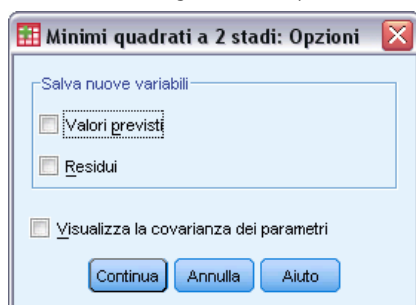 Minimi quadrati a 2 stadi: Opzioni
Salva nuove variabili
Valori previsti
Residui
Visualizza la covarianza dei parametri
Continua Annulla Aiuto